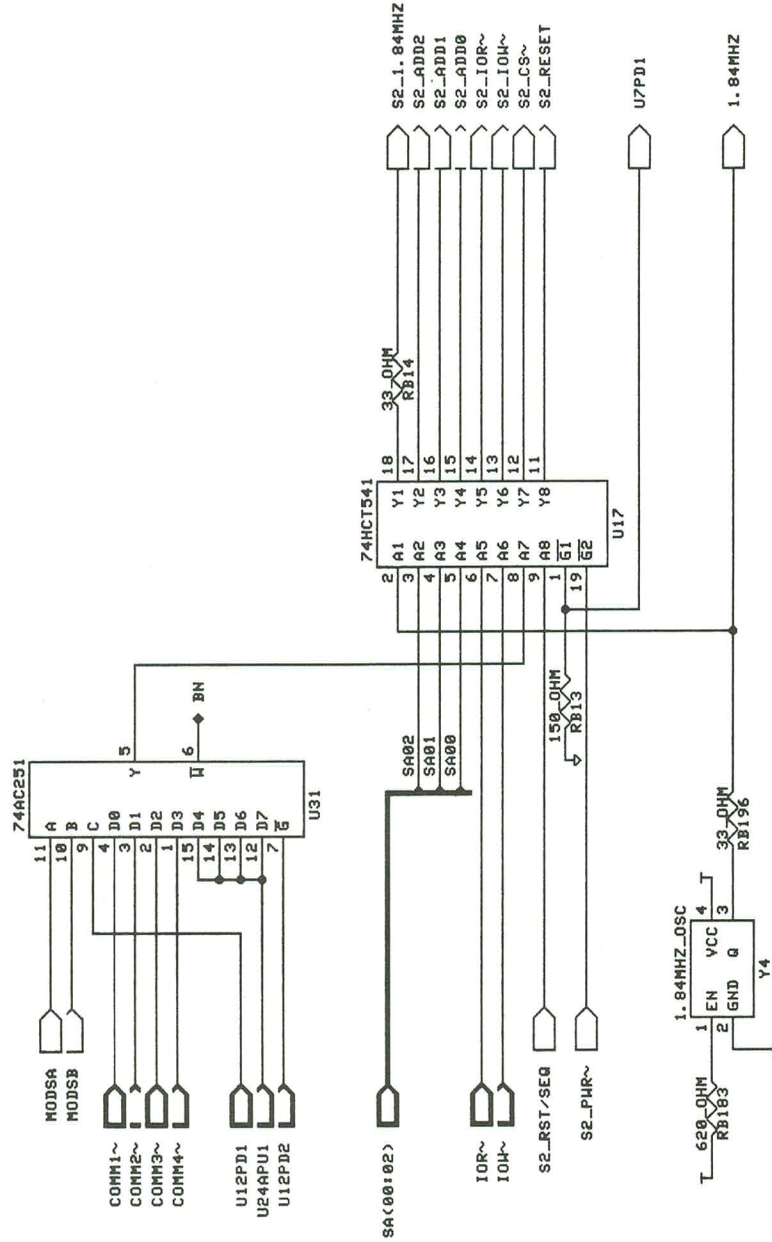 74AC251
11 A
10 B
9 C
4 D0
3 D1
2 D2
1 D3
15 D4
14 D5
13 D6
12 D7
7 G
Y 5
W 6
BN
U31
MODSA
MODSB
COMM1~
COMM2~
COMM3~
COMM4~
U12PD1
U24APU1
U12PD2
SA(00:02)
SA02
SA01
SA00
IOR~
IOW~
S2_RST/SEQ
S2_PWR~
74HCT541
2 A1 Y1 18
3 A2 Y2 17
4 A3 Y3 16
5 A4 Y4 15
6 A5 Y5 14
7 A6 Y6 13
8 A7 Y7 12
9 A8 Y8 11
1 G1
19 G2
U17
33_OHM
RB14
150_OHM
RB13
S2_1.84MHZ
S2_ADD2
S2_ADD1
S2_ADD0
S2_IOR~
S2_IOW~
S2_CS~
S2_RESET
U7PD1
1.84MHZ
620_OHM
RB183
1.84MHZ_OSC
1 EN VCC 4
2 GND Q 3
Y4
33_OHM
RB196